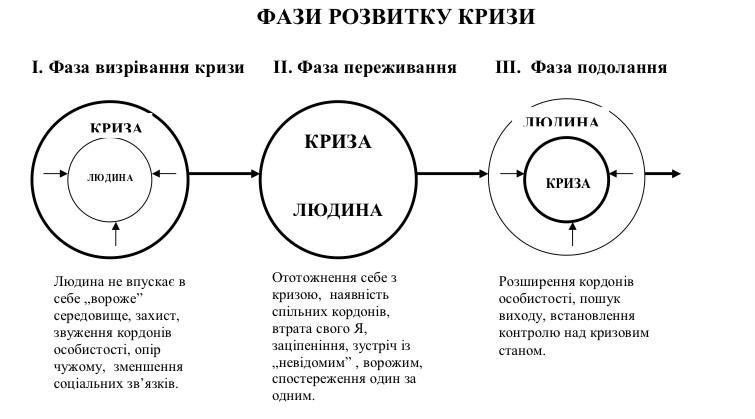 ФАЗИ РОЗВИТКУ КРИЗИ
I. Фаза визрівання кризи
II. Фаза переживання
III. Фаза подолання
КРИЗА
ЛЮДИНА
КРИЗА
ЛЮДИНА
ЛЮДИНА
КРИЗА
Людина не впускає в
себе „вороже”
середовище, захист,
звуження кордонів
особистості, опір
чужому, зменшення
соціальних зв’язків.
Ототожнення себе з
кризою, наявність
спільних кордонів,
втрата свого Я,
заціпеніння, зустріч із
„невідомим” , ворожим,
спостереження один за
одним.
Розширення кордонів
особистості, пошук
виходу, встановлення
контролю над кризовим
станом.